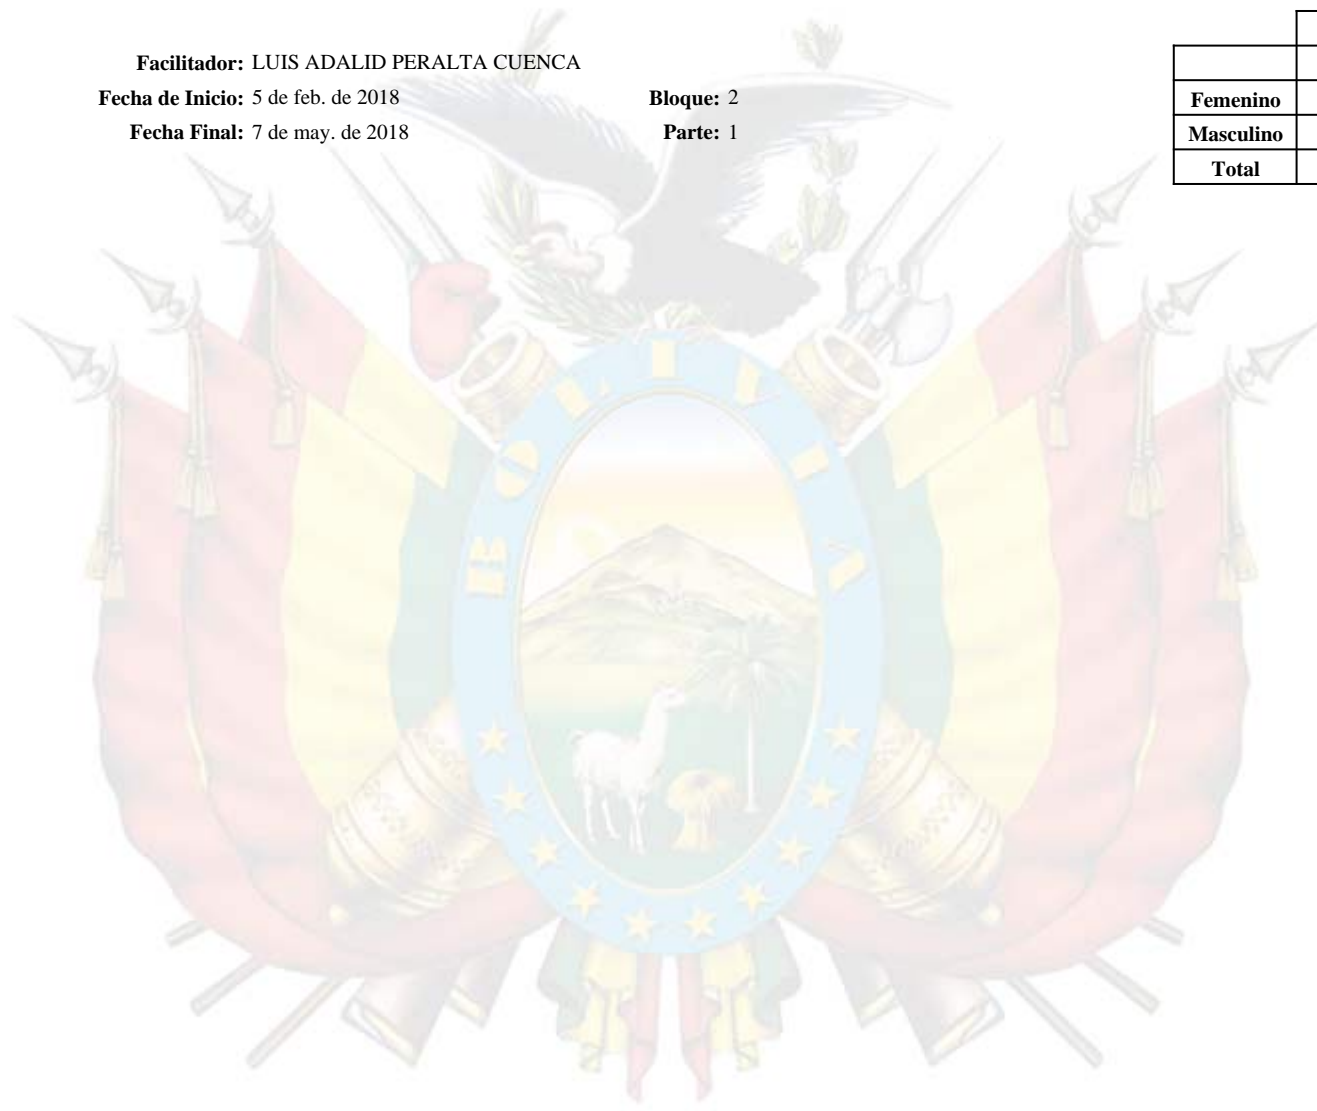 Facilitador: LUIS ADALID PERALTA CUENCA
Fecha de Inicio: 5 de feb. de 2018 Bloque: 2
Fecha Final: 7 de may. de 2018 Parte: 1
Femenino
Masculino
Total
BOLIVIA